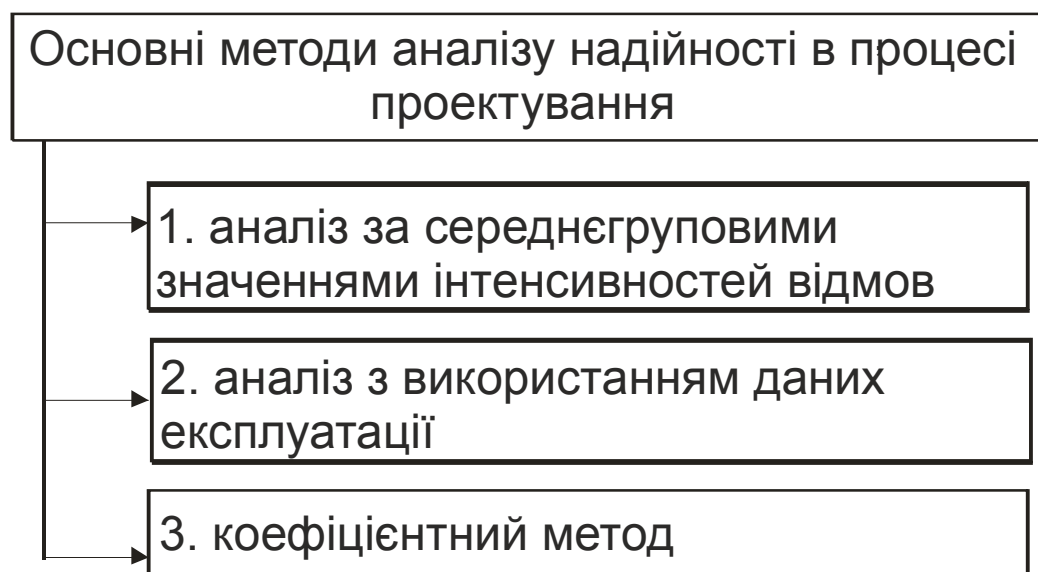 Основні методи аналізу надійності в процесі
проектування
1. аналіз за середнєгруповими
значеннями інтенсивностей відмов
2. аналіз з використанням даних
експлуатації
3. коефіцієнтний метод